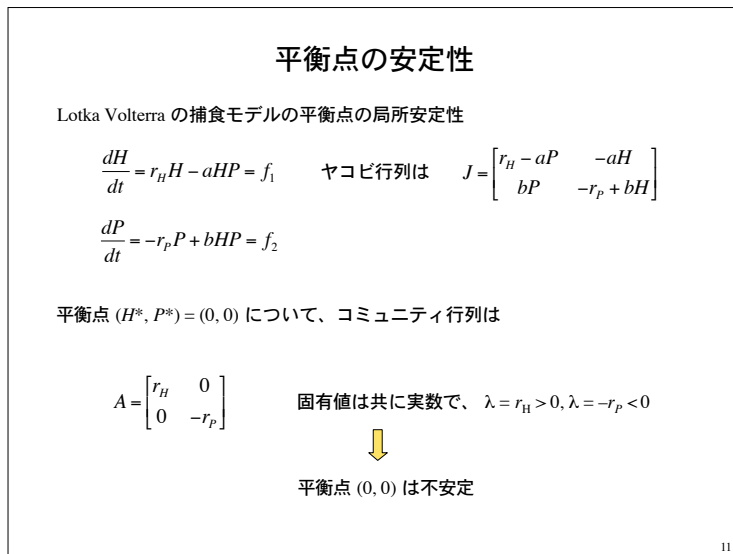 平衡点の安定性
Lotka Volterra の捕食モデルの平衡点の局所安定性
dH/dt = r_H H − aHP = f_1 ヤコビ行列は J = [r_H − aP −aH; bP −r_P + bH]
dP/dt = −r_P P + bHP = f_2
平衡点 (H*, P*) = (0, 0) について、コミュニティ行列は
A = [r_H 0; 0 −r_P] 固有値は共に実数で、 λ = r_H > 0, λ = –r_P < 0
平衡点 (0, 0) は不安定
11